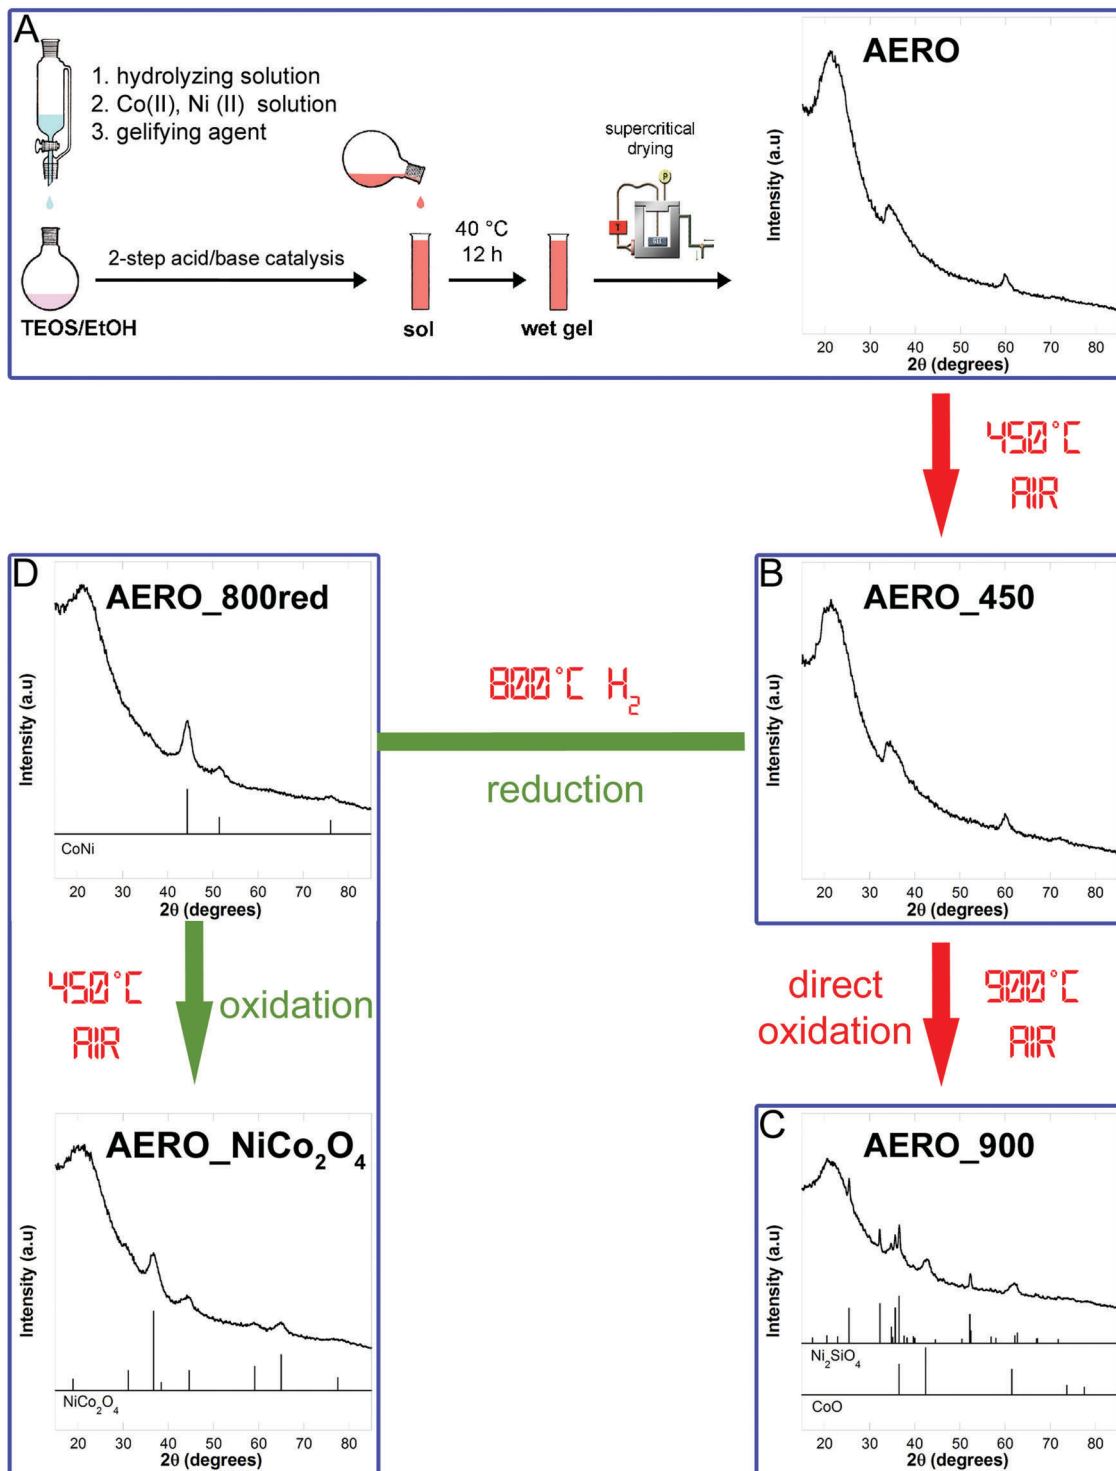 A
1. hydrolyzing solution
2. Co(II), Ni (II) solution
3. gelifying agent
TEOS/EtOH
2-step acid/base catalysis
sol
40 °C
12 h
wet gel
supercritical
drying
P
T
GEL
AERO
Intensity (a.u)
20 30 40 50 60 70 80
2θ (degrees)
450°C
AIR
B
AERO_450
Intensity (a.u)
20 30 40 50 60 70 80
2θ (degrees)
800°C H₂
reduction
D
AERO_800red
Intensity (a.u)
CoNi
20 30 40 50 60 70 80
2θ (degrees)
450°C
AIR
oxidation
AERO_NiCo₂O₄
Intensity (a.u)
NiCo₂O₄
20 30 40 50 60 70 80
2θ (degrees)
direct
oxidation
900°C
AIR
C
AERO_900
Intensity (a.u)
Ni₂SiO₄
CoO
20 30 40 50 60 70 80
2θ (degrees)